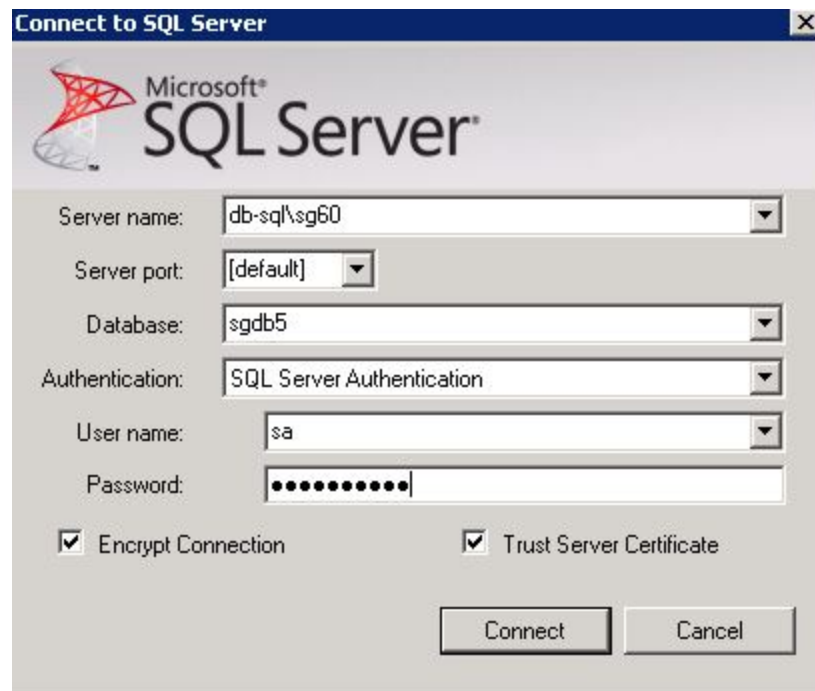 Connect to SQL Server
Microsoft®
SQL Server®
Server name: db-sql\sg60
Server port: [default]
Database: sgdb5
Authentication: SQL Server Authentication
User name: sa
Password: ●●●●●●●●●●
Encrypt Connection Trust Server Certificate
Connect Cancel